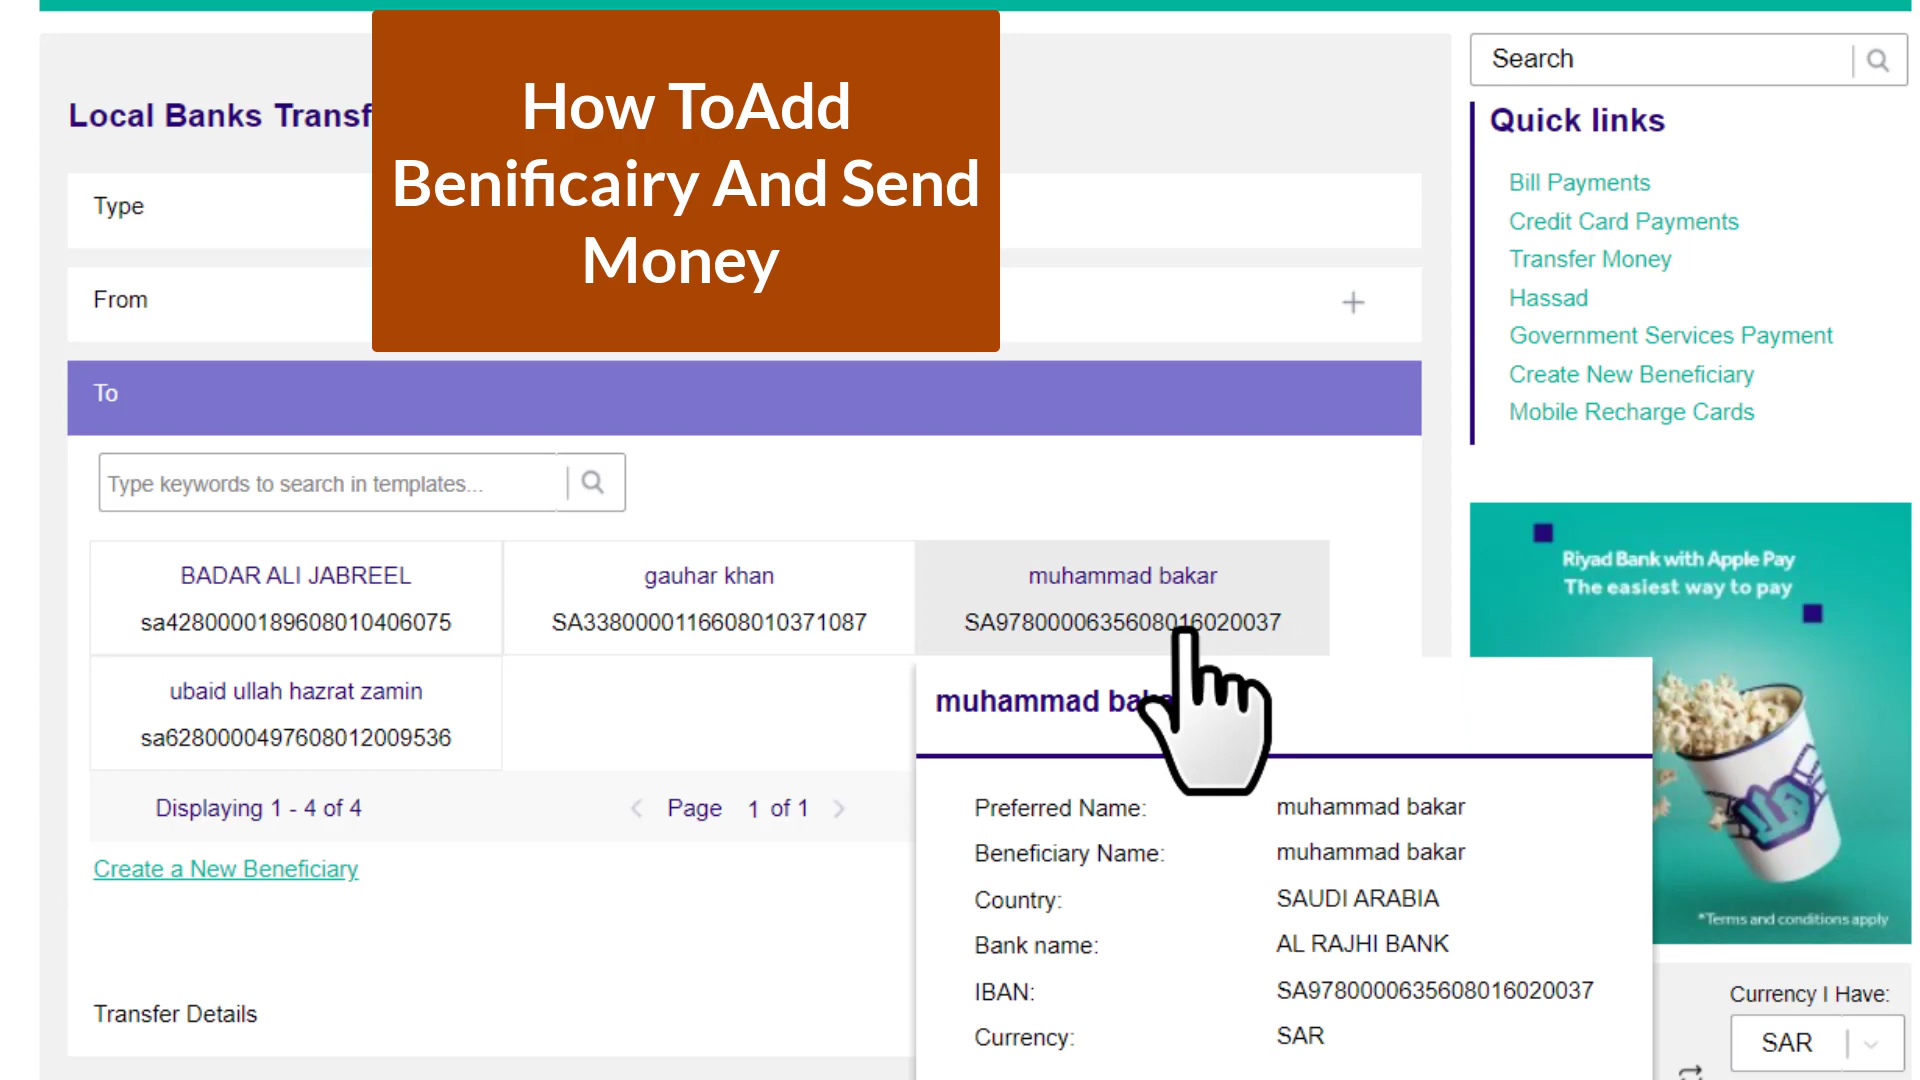 How ToAdd
Benificairy And Send
Money
Local Banks Transf
Type
From
To
Type keywords to search in templates...
BADAR ALI JABREEL
sa4280000189608010406075
gauhar khan
SA3380000116608010371087
muhammad bakar
SA9780000635608016020037
ubaid ullah hazrat zamin
sa6280000497608012009536
Displaying 1 - 4 of 4
Page 1 of 1
Create a New Beneficiary
Transfer Details
muhammad baka
Preferred Name: muhammad bakar
Beneficiary Name: muhammad bakar
Country: SAUDI ARABIA
Bank name: AL RAJHI BANK
IBAN: SA9780000635608016020037
Currency: SAR
Search
Quick links
Bill Payments
Credit Card Payments
Transfer Money
Hassad
Government Services Payment
Create New Beneficiary
Mobile Recharge Cards
Riyad Bank with Apple Pay
The easiest way to pay
*Terms and conditions apply
Currency I Have:
SAR